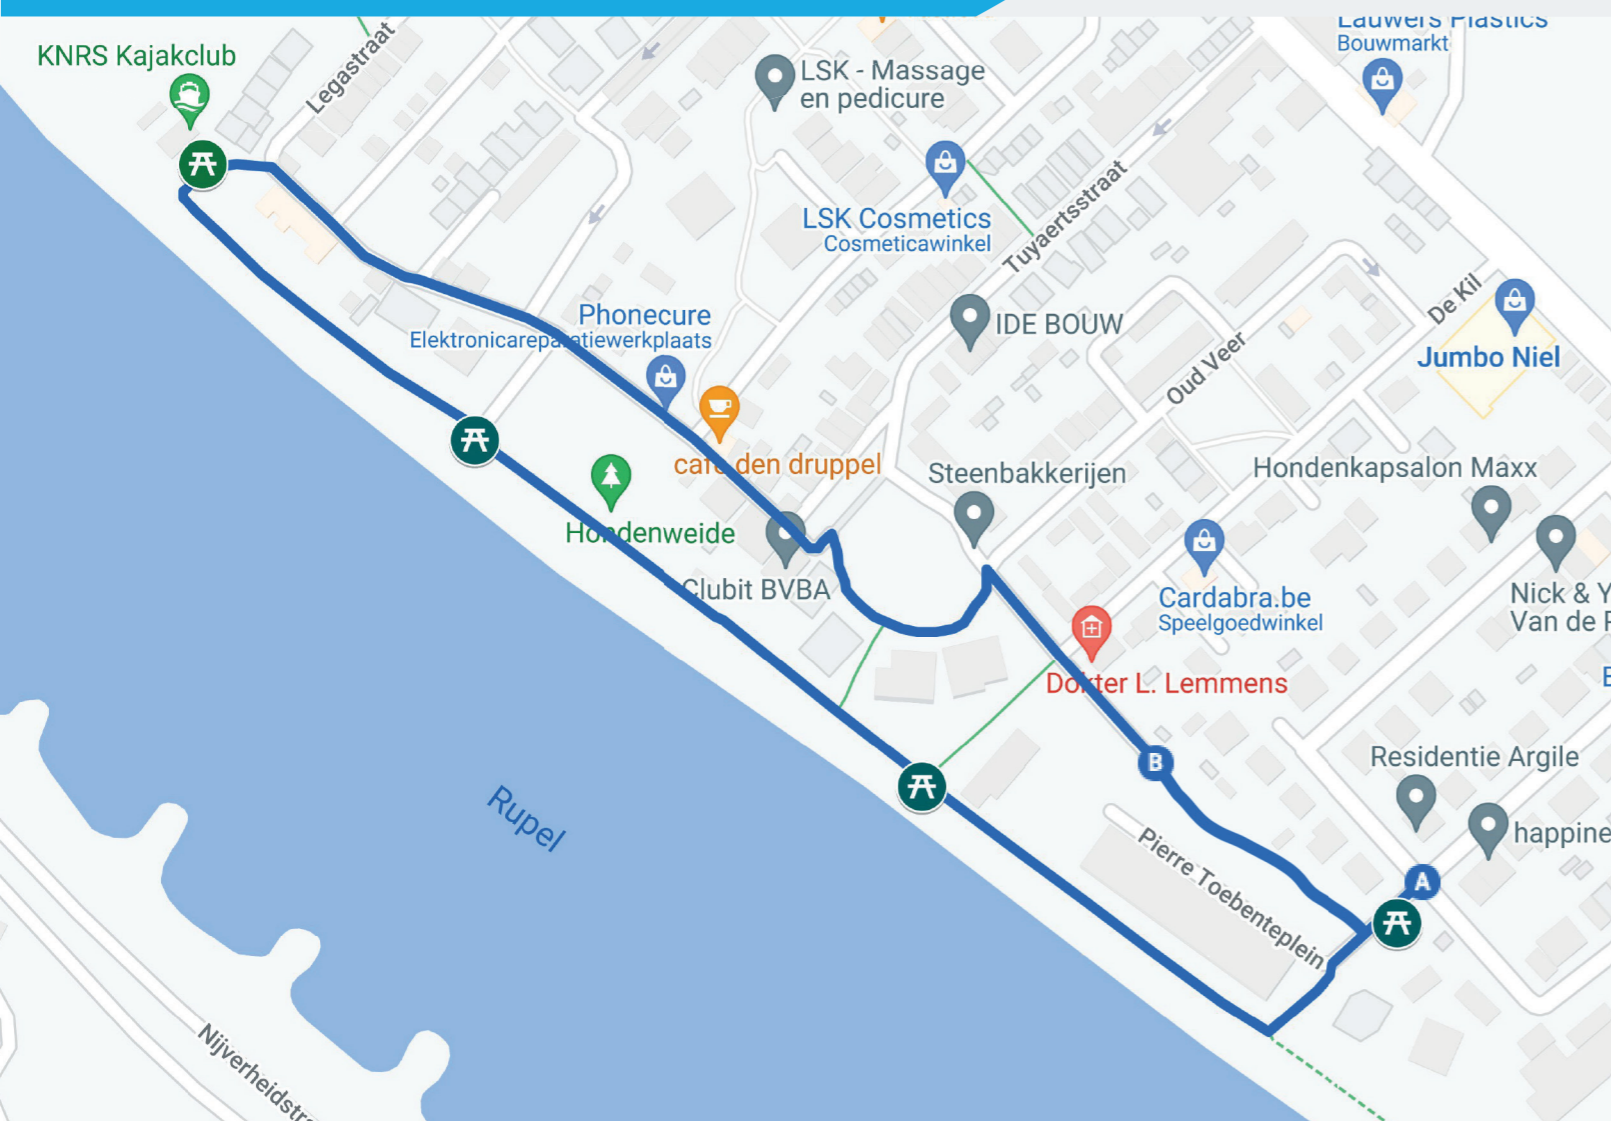 Lauwers Plastics
Bouwmarkt
KNRS Kajakclub
Legastraat
LSK - Massage
en pedicure
LSK Cosmetics
Cosmeticawinkel
Tuyaertsstraat
De Kil
Phonecure
Elektronicareparatiewerkplaats
IDE BOUW
Jumbo Niel
Oud Veer
cafe den druppel
Steenbakkerijen
Hondenkapsalon Maxx
Hondenweide
Clubit BVBA
Cardabra.be
Speelgoedwinkel
Nick & Y
Van de
Dokter L. Lemmens
B
Residentie Argile
Rupel
happine
Pierre Toebenteplein
A
Nijverheidstra